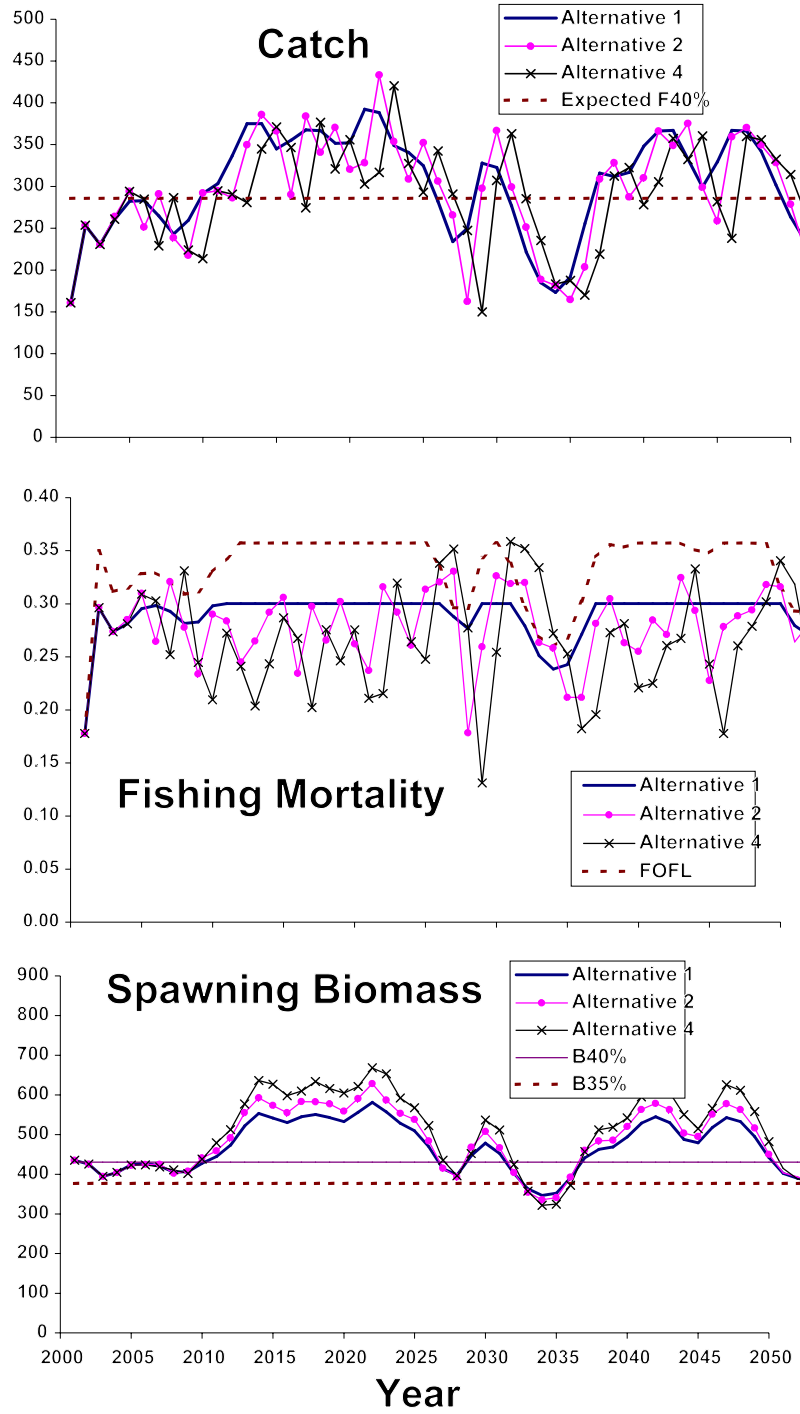 Catch
500
450
400
350
300
250
200
150
100
50
0
Alternative 1
Alternative 2
Alternative 4
Expected F40%
0.40
0.35
0.30
0.25
0.20
0.15
0.10
0.05
0.00
Fishing Mortality
Alternative 1
Alternative 2
Alternative 4
FOFL
900
800
700
600
500
400
300
200
100
0
Spawning Biomass
Alternative 1
Alternative 2
Alternative 4
B40%
B35%
2000 2005 2010 2015 2020 2025 2030 2035 2040 2045 2050
Year